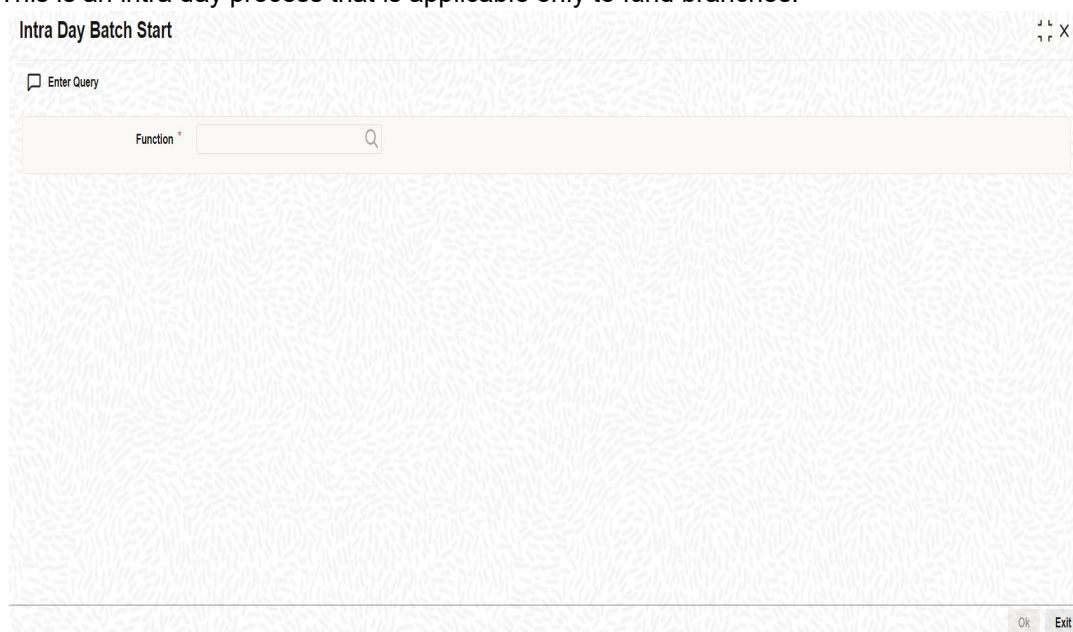 This is an intra day process that is applicable only to fund branches.
Intra Day Batch Start
Enter Query
Function *
Ok Exit